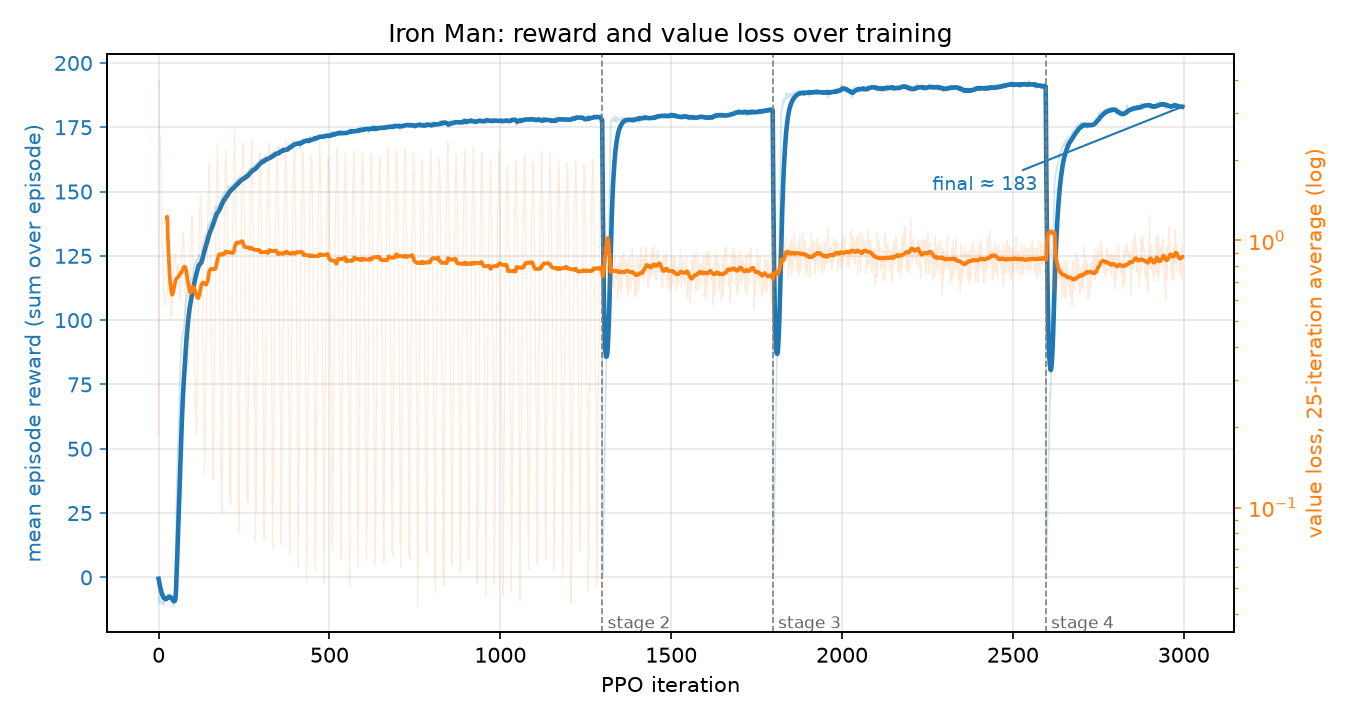 Iron Man: reward and value loss over training
mean episode reward (sum over episode)
200
175
150
125
100
75
50
25
0
final ≈ 183
stage 2
stage 3
stage 4
0
500
1000
1500
2000
2500
3000
PPO iteration
10⁰
10⁻¹
value loss, 25-iteration average (log)